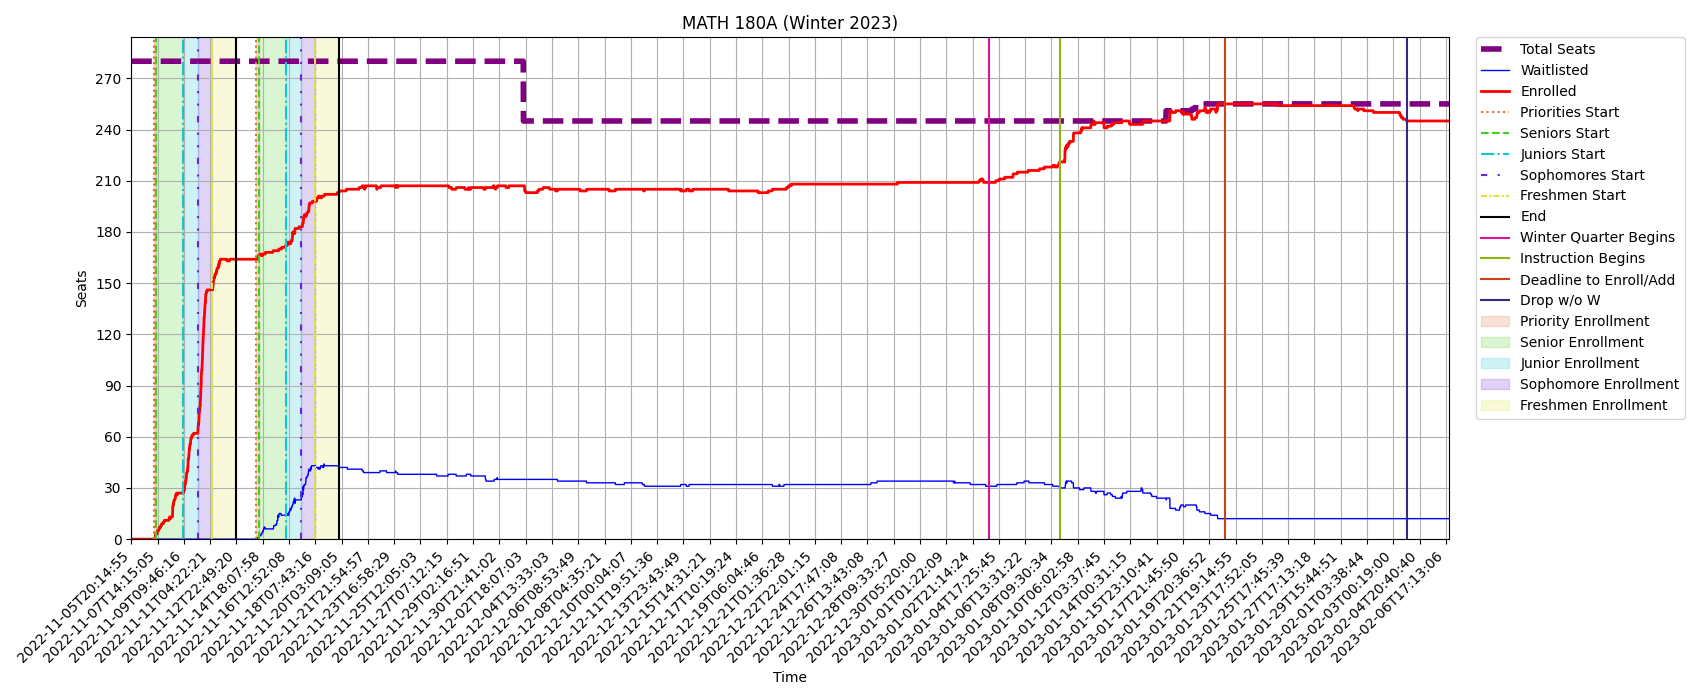 MATH 180A (Winter 2023)
Seats
270
240
210
180
150
120
90
60
30
0
2022-11-05T20:14:55
2022-11-07T14:15:05
2022-11-09T09:46:16
2022-11-11T04:22:21
2022-11-12T22:49:20
2022-11-14T18:07:58
2022-11-16T12:52:08
2022-11-18T07:43:16
2022-11-20T03:09:05
2022-11-21T21:54:57
2022-11-23T16:58:29
2022-11-25T12:05:03
2022-11-27T07:12:15
2022-11-29T02:16:51
2022-11-30T21:41:02
2022-12-02T18:07:03
2022-12-04T13:33:03
2022-12-06T08:53:49
2022-12-08T04:35:21
2022-12-10T00:04:07
2022-12-11T19:51:36
2022-12-13T23:43:49
2022-12-15T14:31:21
2022-12-17T10:19:24
2022-12-19T06:04:46
2022-12-21T01:36:28
2022-12-22T22:01:15
2022-12-24T17:47:08
2022-12-26T13:43:08
2022-12-28T09:33:27
2022-12-30T05:20:00
2023-01-01T01:22:09
2023-01-02T21:14:24
2023-01-04T17:25:45
2023-01-06T13:31:22
2023-01-08T09:30:34
2023-01-10T06:02:58
2023-01-12T03:37:45
2023-01-14T00:31:15
2023-01-15T23:10:41
2023-01-17T21:45:50
2023-01-19T20:36:52
2023-01-21T19:14:55
2023-01-23T17:52:05
2023-01-25T17:45:39
2023-01-27T17:13:18
2023-01-29T15:44:51
2023-02-01T03:38:44
2023-02-03T00:19:00
2023-02-04T20:40:40
2023-02-06T17:13:06
Time
Total Seats
Waitlisted
Enrolled
Priorities Start
Seniors Start
Juniors Start
Sophomores Start
Freshmen Start
End
Winter Quarter Begins
Instruction Begins
Deadline to Enroll/Add
Drop w/o W
Priority Enrollment
Senior Enrollment
Junior Enrollment
Sophomore Enrollment
Freshmen Enrollment